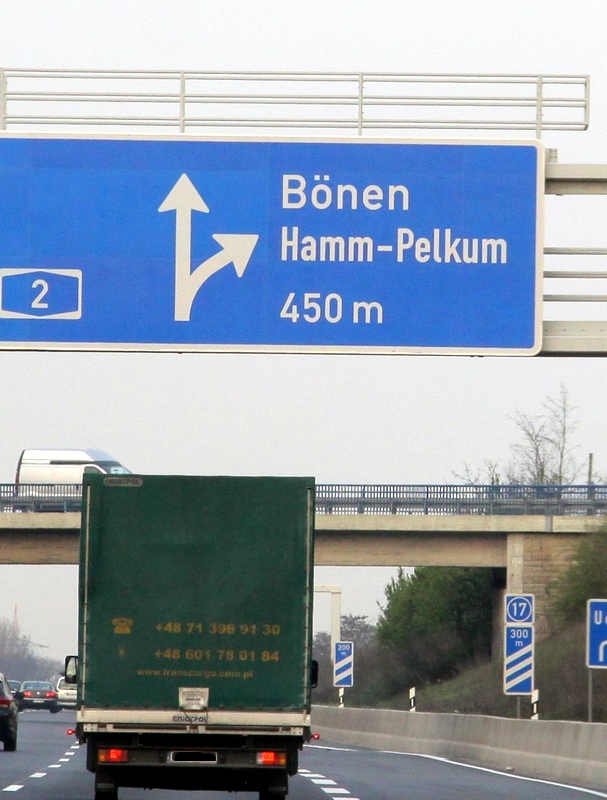 Bönen
Hamm-Pelkum
450 m
2
+48 71 396 91 30
+48 601 78 01 84
www.transcargo.com.pl
17
300
m
200
m